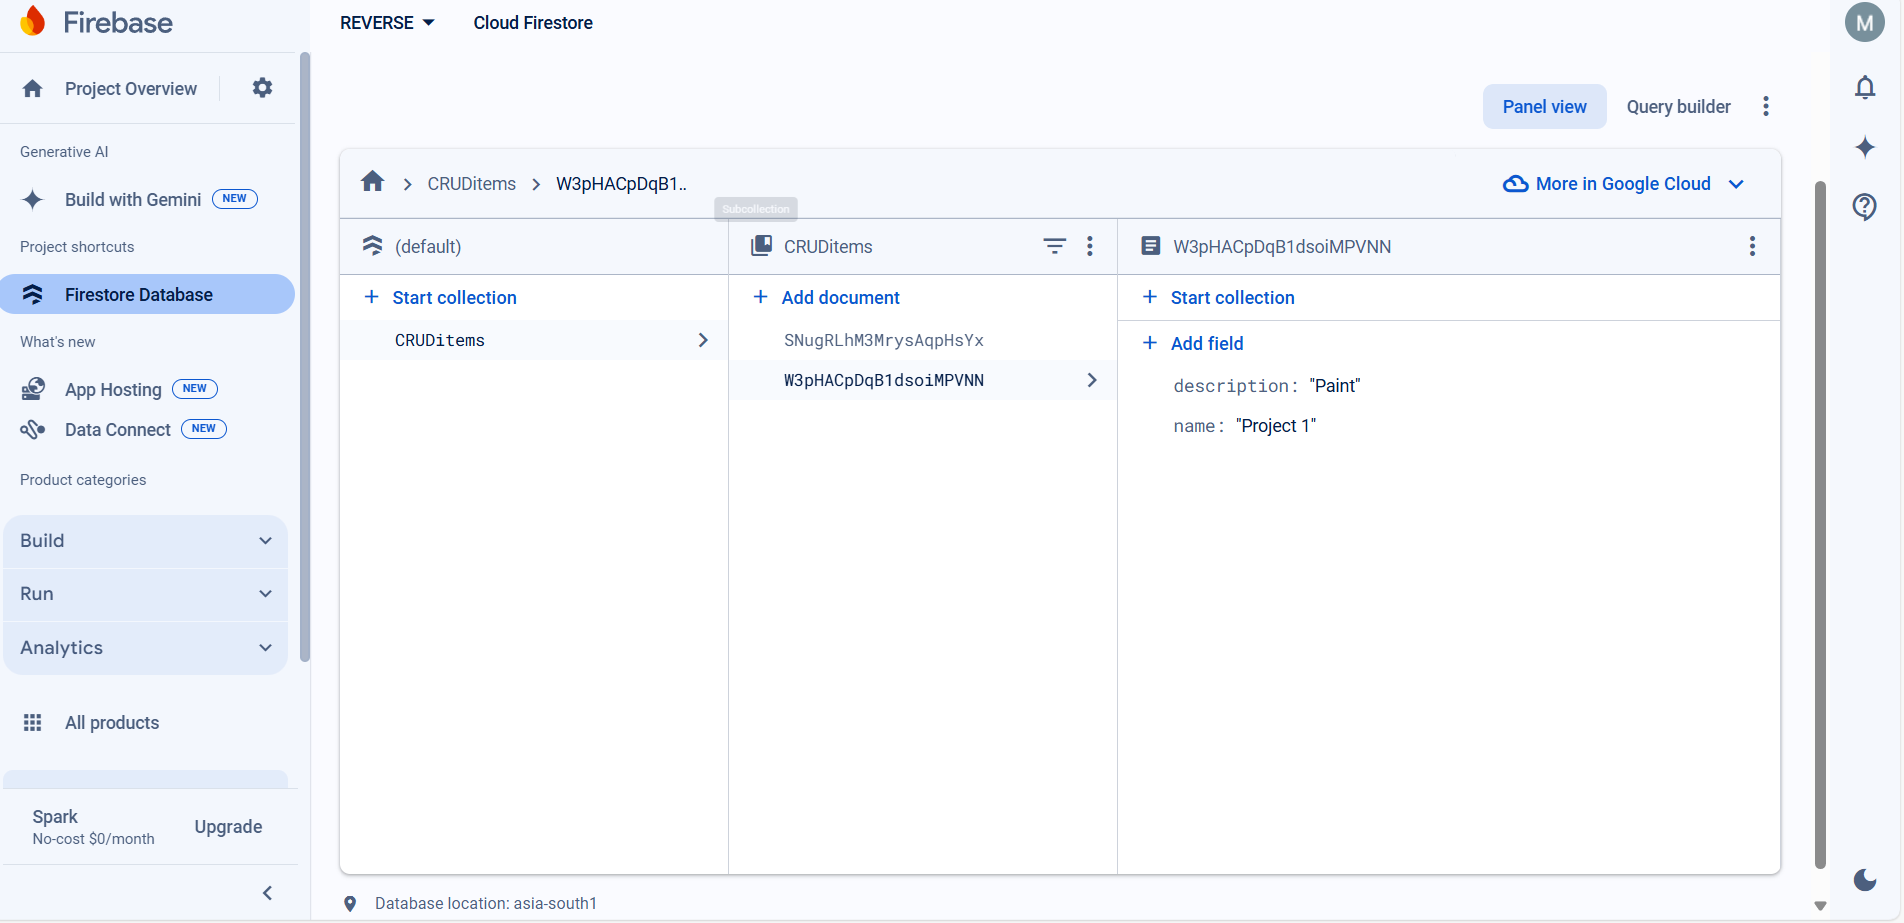 Firebase
REVERSE
Cloud Firestore
M
Project Overview
Generative AI
Build with Gemini NEW
Project shortcuts
Firestore Database
What's new
App Hosting NEW
Data Connect NEW
Product categories
Build
Run
Analytics
All products
Spark
No-cost $0/month
Upgrade
Panel view
Query builder
CRUDitems
W3pHACpDqB1..
More in Google Cloud
Subcollection
(default)
Start collection
CRUDitems
CRUDitems
Add document
SNugRLhM3MrysAqpHsYx
W3pHACpDqB1dsoiMPVNN
W3pHACpDqB1dsoiMPVNN
Start collection
Add field
description: "Paint"
name: "Project 1"
Database location: asia-south1